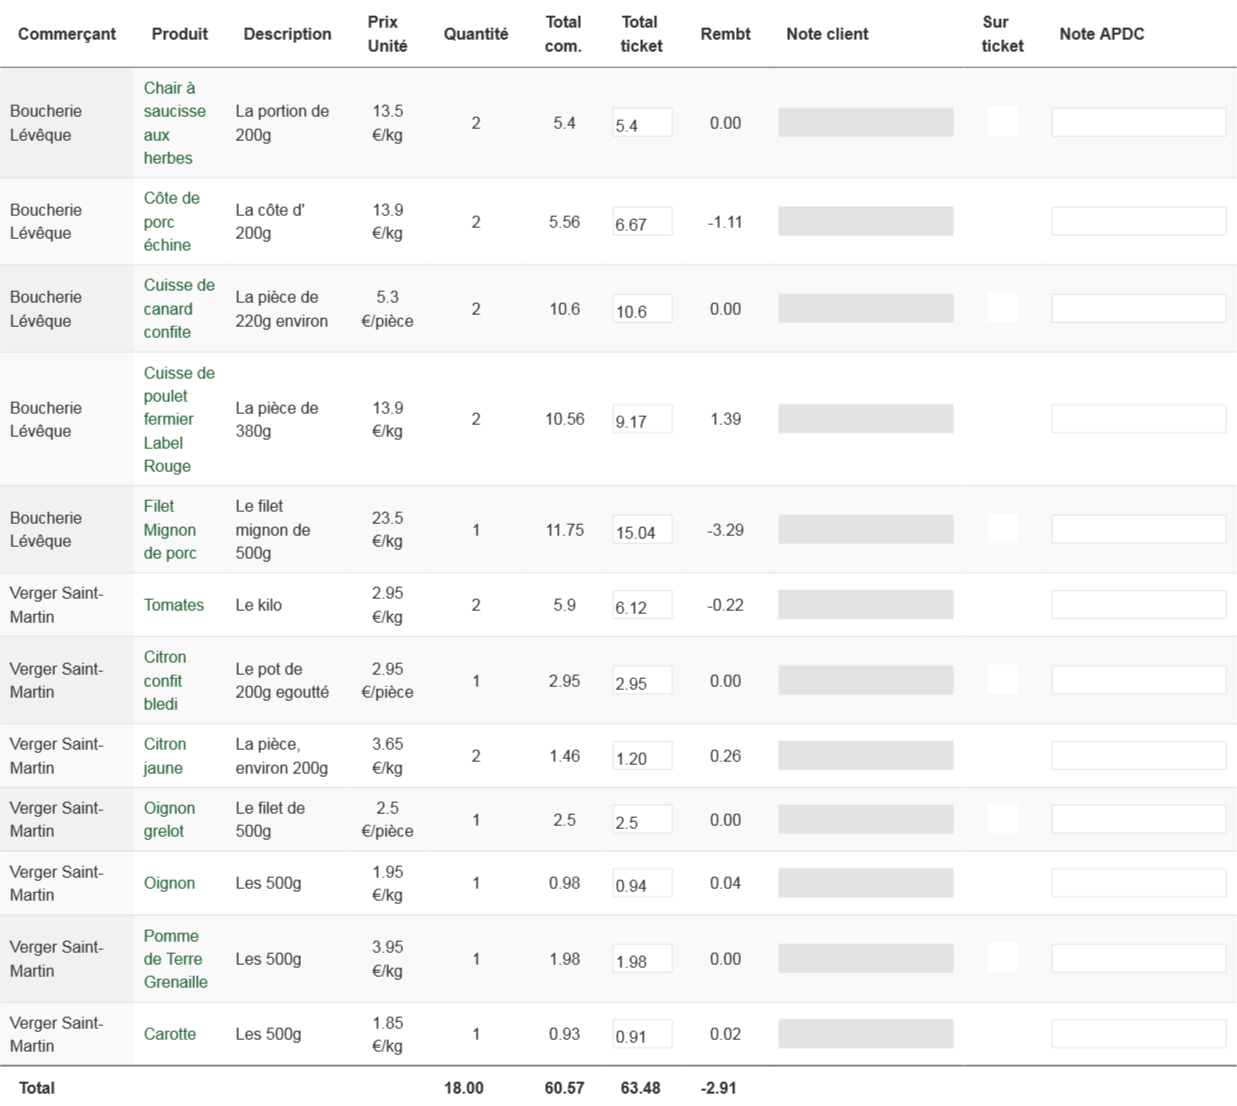 Commerçant Produit Description Prix Unité Quantité Total com. Total ticket Rembt Note client Sur ticket Note APDC
Boucherie Lévêque Chair à saucisse aux herbes La portion de 200g 13.5 €/kg 2 5.4 5.4 0.00
Boucherie Lévêque Côte de porc échine La côte d' 200g 13.9 €/kg 2 5.56 6.67 -1.11
Boucherie Lévêque Cuisse de canard confite La pièce de 220g environ 5.3 €/pièce 2 10.6 10.6 0.00
Boucherie Lévêque Cuisse de poulet fermier Label Rouge La pièce de 380g 13.9 €/kg 2 10.56 9.17 1.39
Boucherie Lévêque Filet Mignon de porc Le filet mignon de 500g 23.5 €/kg 1 11.75 15.04 -3.29
Verger Saint-Martin Tomates Le kilo 2.95 €/kg 2 5.9 6.12 -0.22
Verger Saint-Martin Citron confit bledi Le pot de 200g egoutté 2.95 €/pièce 1 2.95 2.95 0.00
Verger Saint-Martin Citron jaune La pièce, environ 200g 3.65 €/kg 2 1.46 1.20 0.26
Verger Saint-Martin Oignon grelot Le filet de 500g 2.5 €/pièce 1 2.5 2.5 0.00
Verger Saint-Martin Oignon Les 500g 1.95 €/kg 1 0.98 0.94 0.04
Verger Saint-Martin Pomme de Terre Grenaille Les 500g 3.95 €/kg 1 1.98 1.98 0.00
Verger Saint-Martin Carotte Les 500g 1.85 €/kg 1 0.93 0.91 0.02
Total 18.00 60.57 63.48 -2.91